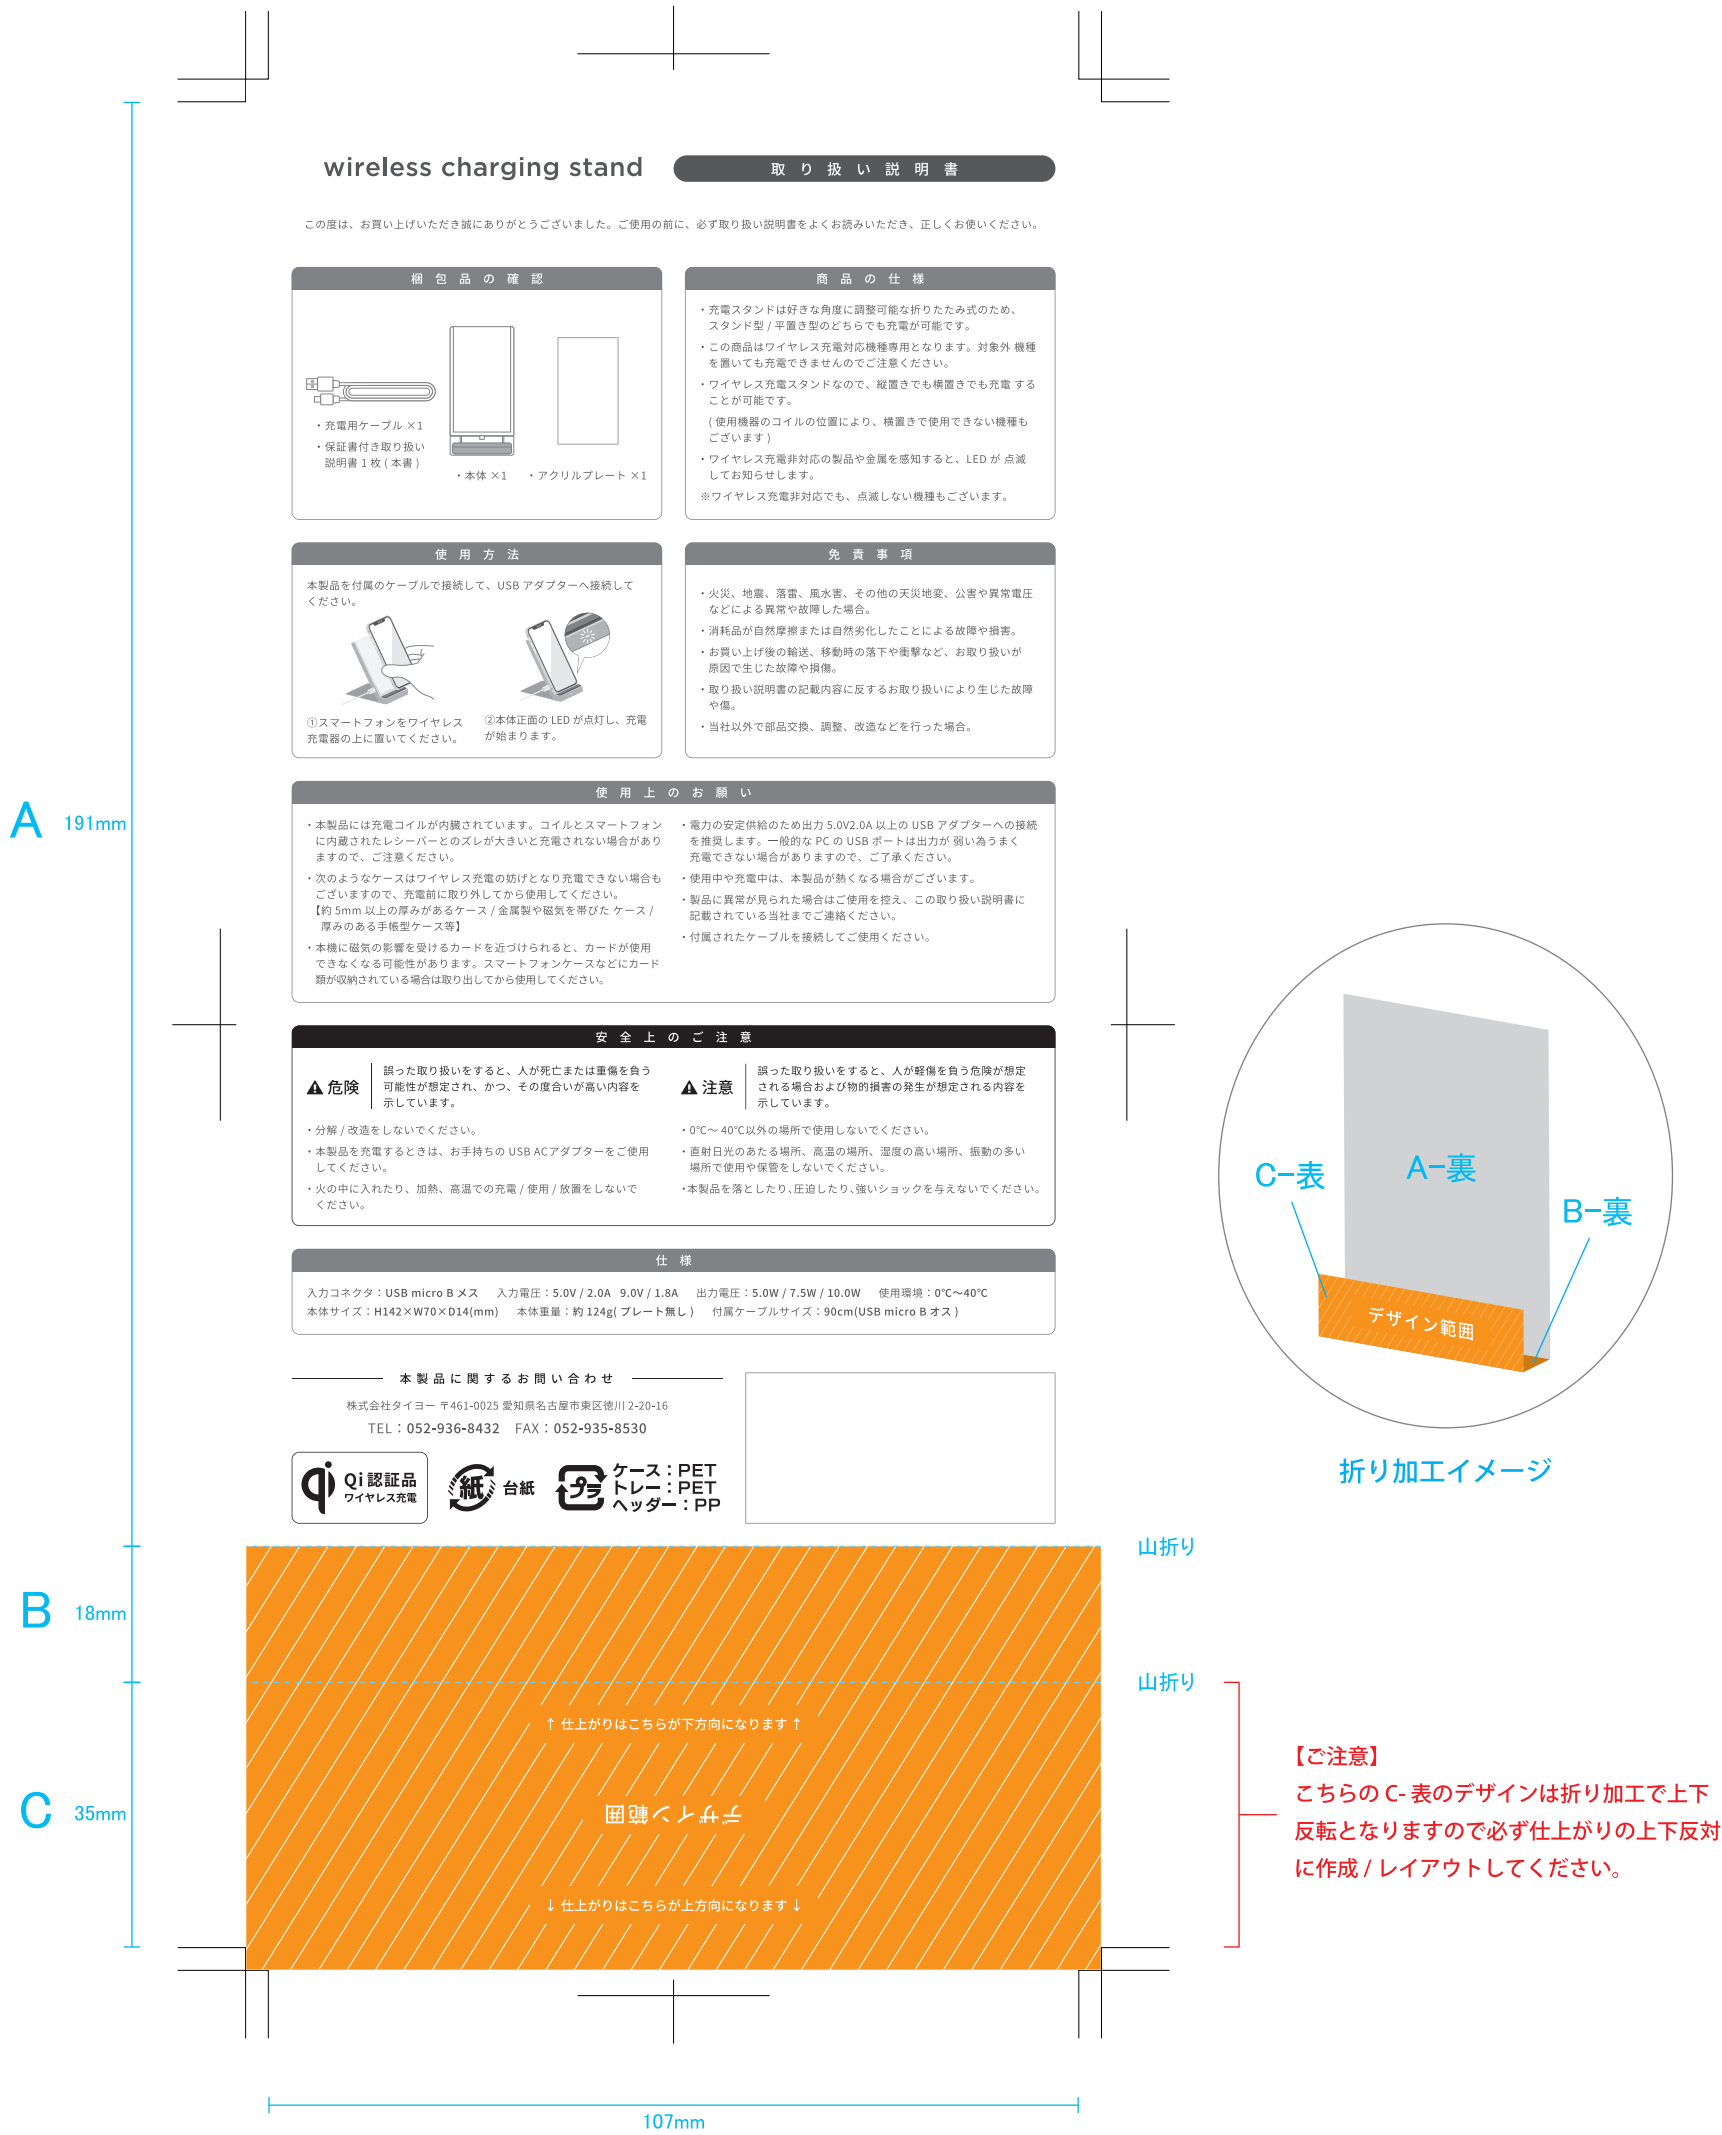 wireless charging stand
取り扱い説明書
この度は、お買い上げいただき誠にありがとうございました。ご使用の前に、必ず取り扱い説明書をよくお読みいただき、正しくお使いください。
梱包品の確認
・充電用ケーブル ×1
・保証書付き取り扱い
説明書 1 枚 ( 本書 )
・本体 ×1
・アクリルプレート ×1
商品の仕様
・充電スタンドは好きな角度に調整可能な折りたたみ式のため、
スタンド型 / 平置き型のどちらでも充電が可能です。
・この商品はワイヤレス充電対応機種専用となります。対象外 機種
を置いても充電できませんのでご注意ください。
・ワイヤレス充電スタンドなので、縦置きでも横置きでも充電 する
ことが可能です。
( 使用機器のコイルの位置により、横置きで使用できない機種も
ございます )
・ワイヤレス充電非対応の製品や金属を感知すると、LED が 点滅
してお知らせします。
※ワイヤレス充電非対応でも、点滅しない機種もございます。
使用方法
本製品を付属のケーブルで接続して、USB アダプターへ接続して
ください。
①スマートフォンをワイヤレス
充電器の上に置いてください。
②本体正面の LED が点灯し、充電
が始まります。
免責事項
・火災、地震、落雷、風水害、その他の天災地変、公害や異常電圧
などによる異常や故障した場合。
・消耗品が自然摩擦または自然劣化したことによる故障や損害。
・お買い上げ後の輸送、移動時の落下や衝撃など、お取り扱いが
原因で生じた故障や損傷。
・取り扱い説明書の記載内容に反するお取り扱いにより生じた故障
や傷。
・当社以外で部品交換、調整、改造などを行った場合。
使用上のお願い
・本製品には充電コイルが内臓されています。コイルとスマートフォン
に内蔵されたレシーバーとのズレが大きいと充電されない場合があり
ますので、ご注意ください。
・次のようなケースはワイヤレス充電の妨げとなり充電できない場合も
ございますので、充電前に取り外してから使用してください。
【約 5mm 以上の厚みがあるケース / 金属製や磁気を帯びた ケース /
厚みのある手帳型ケース等】
・本機に磁気の影響を受けるカードを近づけられると、カードが使用
できなくなる可能性があります。スマートフォンケースなどにカード
類が収納されている場合は取り出してから使用してください。
・電力の安定供給のため出力 5.0V2.0A 以上の USB アダプターへの接続
を推奨します。一般的な PC の USB ポートは出力が 弱い為うまく
充電できない場合がありますので、ご了承ください。
・使用中や充電中は、本製品が熱くなる場合がございます。
・製品に異常が見られた場合はご使用を控え、この取り扱い説明書に
記載されている当社までご連絡ください。
・付属されたケーブルを接続してご使用ください。
安全上のご注意
危険
誤った取り扱いをすると、人が死亡または重傷を負う
可能性が想定され、かつ、その度合いが高い内容を
示しています。
・分解 / 改造をしないでください。
・本製品を充電するときは、お手持ちの USB ACアダプターをご使用
してください。
・火の中に入れたり、加熱、高温での充電 / 使用 / 放置をしないで
ください。
注意
誤った取り扱いをすると、人が軽傷を負う危険が想定
される場合および物的損害の発生が想定される内容を
示しています。
・0℃～ 40℃以外の場所で使用しないでください。
・直射日光のあたる場所、高温の場所、湿度の高い場所、振動の多い
場所で使用や保管をしないでください。
・本製品を落としたり、圧迫したり、強いショックを与えないでください。
仕様
入力コネクタ：USB micro B メス 入力電圧：5.0V / 2.0A 9.0V / 1.8A 出力電圧：5.0W / 7.5W / 10.0W 使用環境：0℃～40℃
本体サイズ：H142×W70×D14(mm) 本体重量：約 124g( プレート無し ) 付属ケーブルサイズ：90cm(USB micro B オス )
本製品に関するお問い合わせ
株式会社タイヨー 〒461-0025 愛知県名古屋市東区徳川 2-20-16
TEL：052-936-8432 FAX：052-935-8530
qi Qi認証品
ワイヤレス充電
紙 台紙
プラ
ケース：PET
トレー：PET
ヘッダー：PP
↑ 仕上がりはこちらが下方向になります ↑
デザイン範囲
↓ 仕上がりはこちらが上方向になります ↓
A 191mm
B 18mm
C 35mm
107mm
山折り
山折り
C-表
A-裏
B-裏
デザイン範囲
折り加工イメージ
【ご注意】
こちらの C- 表のデザインは折り加工で上下
反転となりますので必ず仕上がりの上下反対
に作成 / レイアウトしてください。